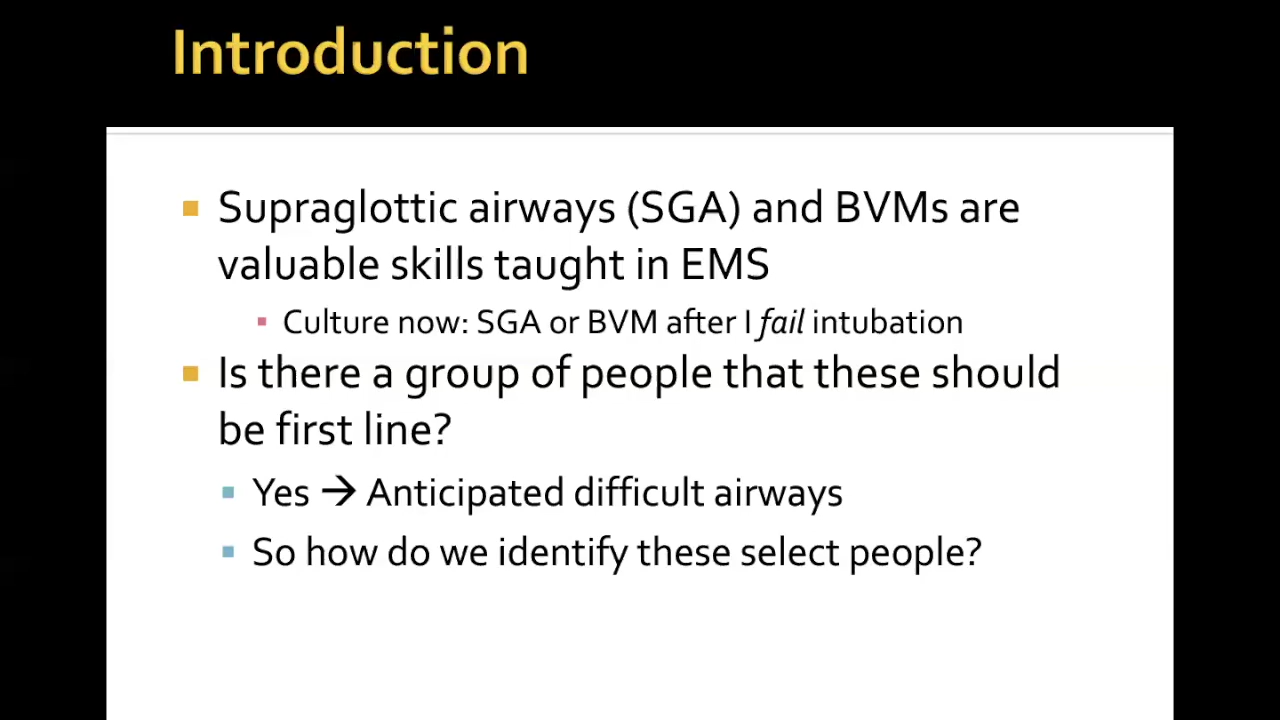 Introduction
Supraglottic airways (SGA) and BVMs are
valuable skills taught in EMS
Culture now: SGA or BVM after I fail intubation
Is there a group of people that these should
be first line?
Yes → Anticipated difficult airways
So how do we identify these select people?